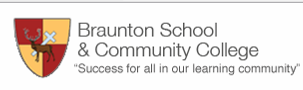 Braunton School
& Community College
“Success for all in our learning community”